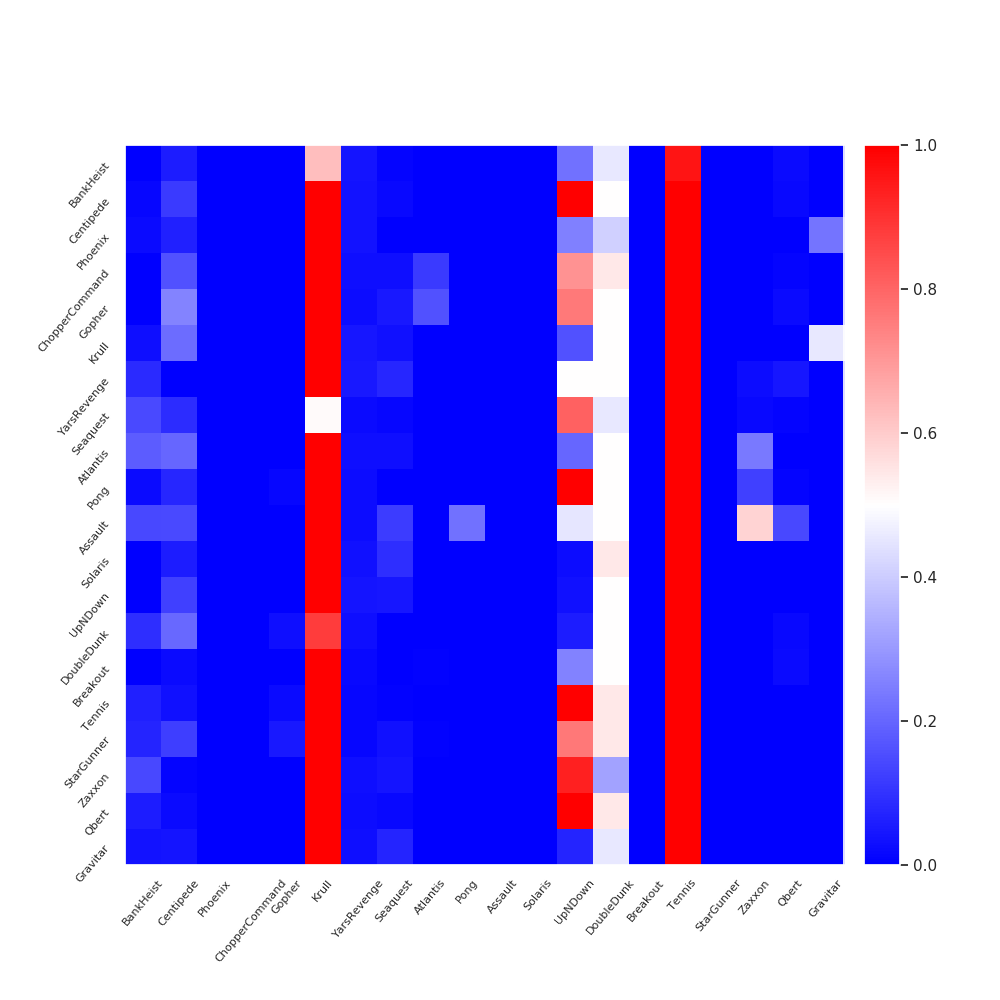 BankHeist
Centipede
Phoenix
ChopperCommand
Gopher
Krull
YarsRevenge
Seaquest
Atlantis
Pong
Assault
Solaris
UpNDown
DoubleDunk
Breakout
Tennis
StarGunner
Zaxxon
Qbert
Gravitar
1.0
0.8
0.6
0.4
0.2
0.0
BankHeist
Centipede
Phoenix
ChopperCommand
Gopher
Krull
YarsRevenge
Seaquest
Atlantis
Pong
Assault
Solaris
UpNDown
DoubleDunk
Breakout
Tennis
StarGunner
Zaxxon
Qbert
Gravitar